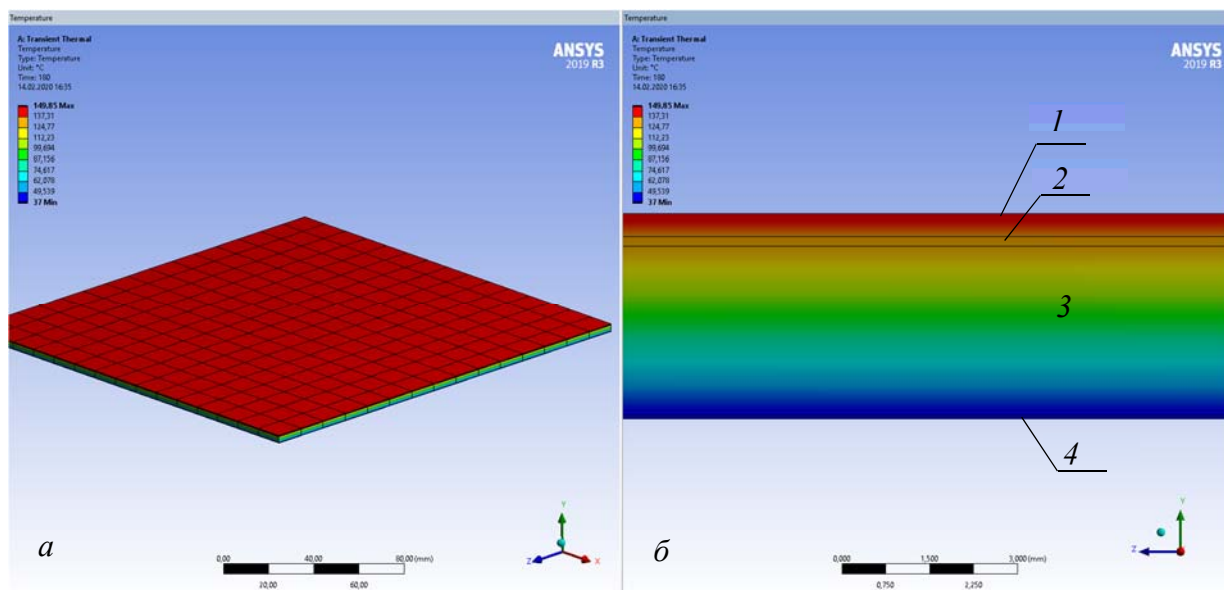 Temperature
A: Transient Thermal
Temperature
Type: Temperature
Unit: °C
Time: 180
14.02.2020 16:35
ANSYS
2019 R3
149,85 Max
137,31
124,77
112,23
99,694
87,156
74,617
62,078
49,539
37 Min
а
0,00
40,00
80,00 (mm)
20,00
60,00
Y
Z
X
Temperature
A: Transient Thermal
Temperature
Type: Temperature
Unit: °C
Time: 180
14.02.2020 16:35
ANSYS
2019 R3
149,85 Max
137,31
124,77
112,23
99,694
87,156
74,617
62,078
49,539
37 Min
1
2
3
4
б
0,000
1,500
3,000 (mm)
0,750
2,250
Y
Z